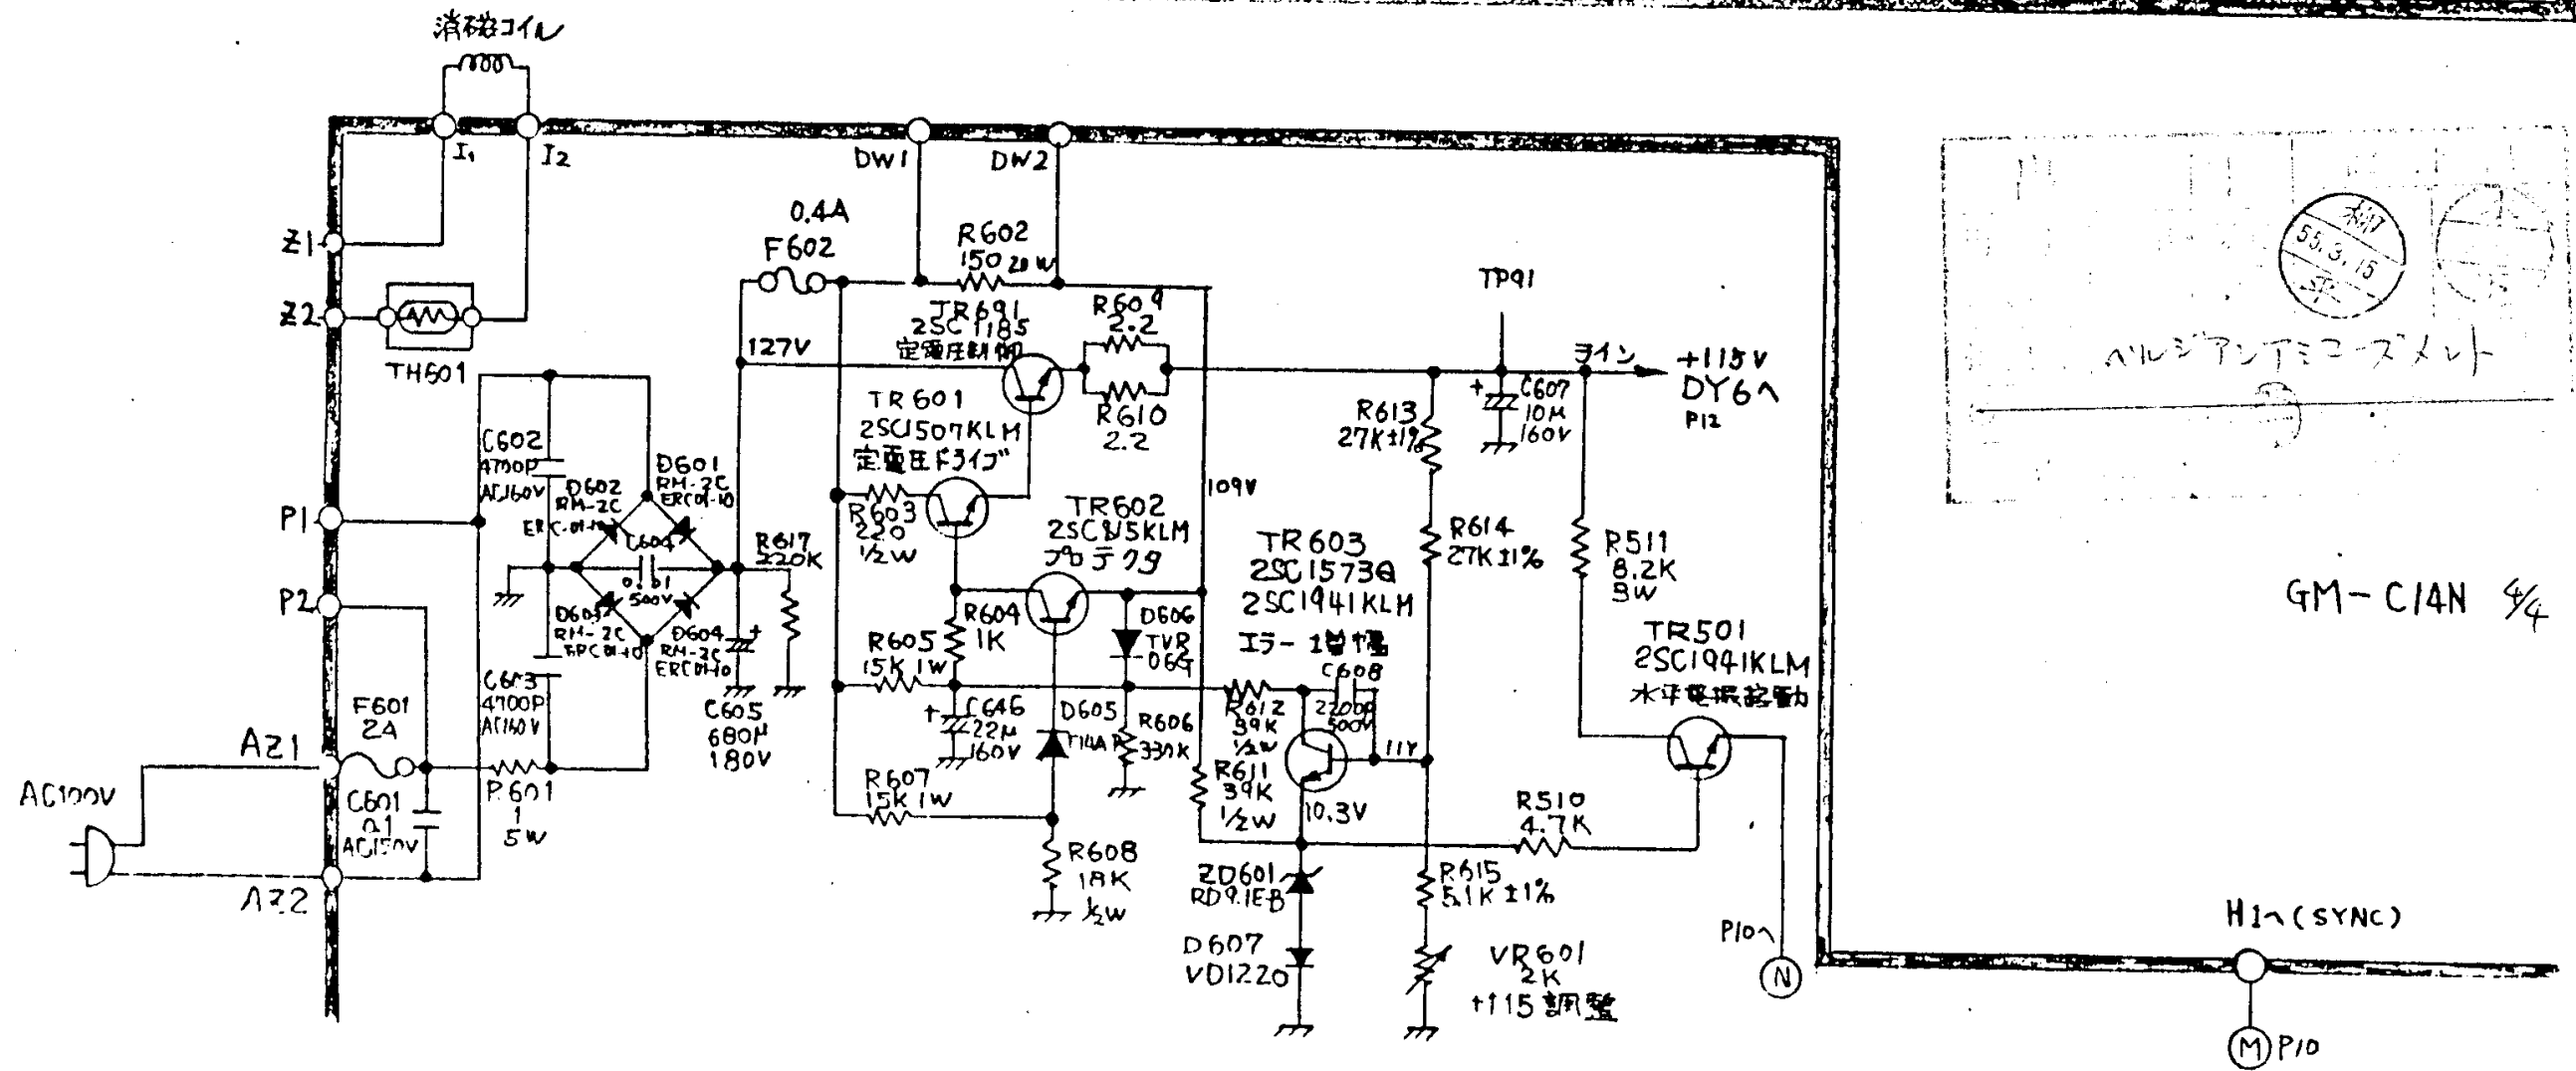 消磁コイル
I1
I2
DW1
DW2
Z1
Z2
TH601
0.4A
F602
R602
150 20W
TR691
2SC1185
定電圧制御
R609
2.2
R610
2.2
127V
TP91
ライン
+115V
DY6へ
P12
C607
10μ
160V
R613
27K±1%
TR601
2SC1507KLM
定電圧ドライブ
C602
4700P
AC160V
D602
RM-2C
ERC-01-10
D601
RM-2C
ERC01-10
R603
220
1/2W
TR602
プロテクタ
109V
R614
27K±1%
R511
8.2K
3W
P1
P2
C604
0.01
500V
R617
220K
TR603
2SC1573Q
2SC1941KLM
エラー増幅
C608
2200P
500V
D603
RM-2C
ERC01-10
D604
RM-2C
ERC01-10
R604
1K
R605
15K 1W
D606
TVR
06G
TR501
2SC1941KLM
水平発振起動
C603
4700P
AC160V
C605
680μ
180V
C646
22μ
160V
D605
R606
330K
R612
39K
1/2W
R611
39K
1/2W
11V
10.3V
F601
2A
AZ1
AC100V
C601
0.1
AC150V
R601
1
5W
R607
15K 1W
R608
18K
1/2W
R510
4.7K
ZD601
RD9.1EB
R615
5.1K ±1%
AZ2
D607
VD1220
VR601
2K
+115調整
P10へ
N
柳
55.3.15
平
ベルジアンアミューズメント
GM-C14N 4/4
H1へ(SYNC)
M P10